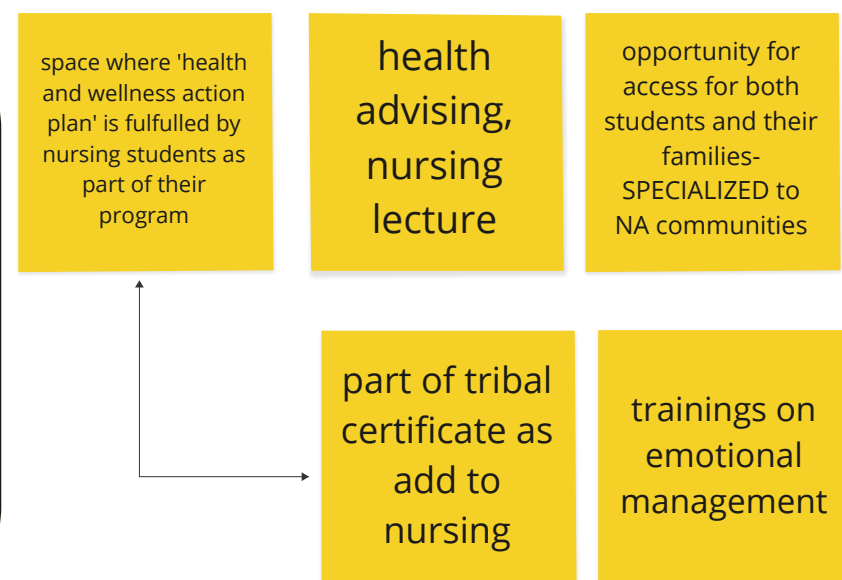 space where 'health
and wellness action
plan' is fulfulled by
nursing students as
part of their
program
health
advising,
nursing
lecture
opportunity for
access for both
students and their
families-
SPECIALIZED to
NA communities
part of tribal
certificate as
add to
nursing
trainings on
emotional
management